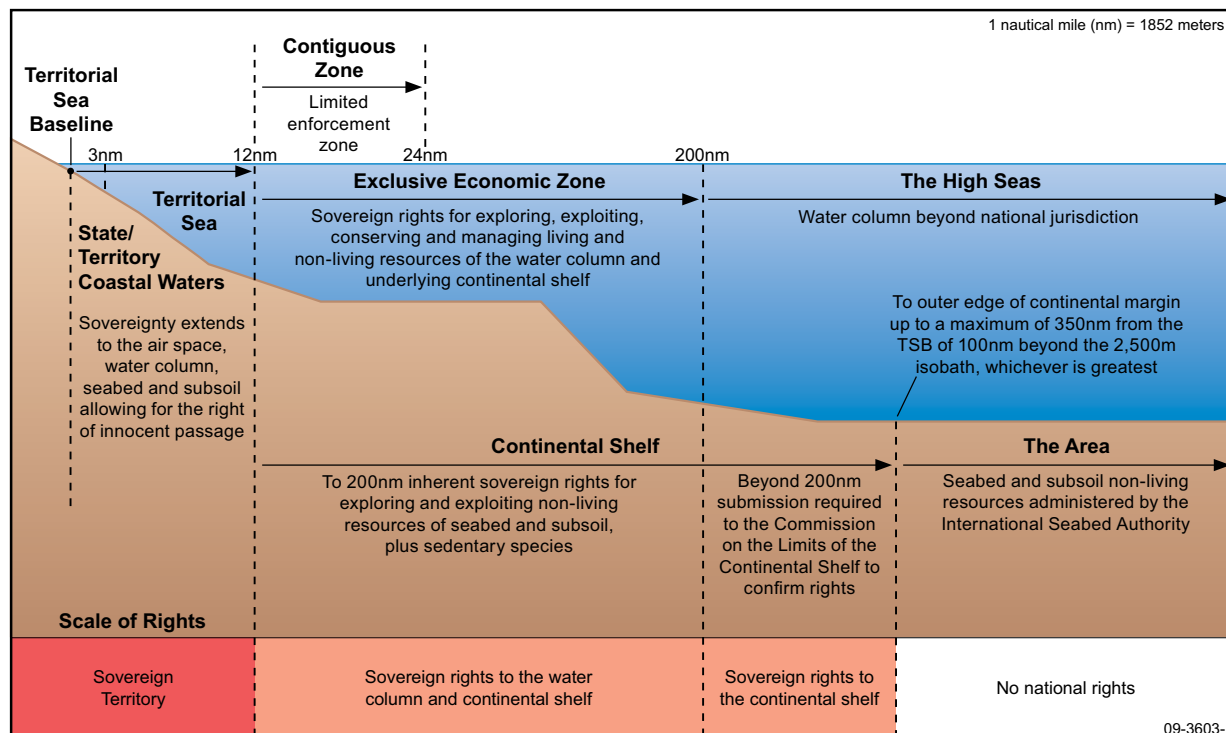 1 nautical mile (nm) = 1852 meters
Contiguous
Zone
Limited
enforcement
zone
Territorial
Sea
Baseline
3nm
12nm
24nm
200nm
Territorial
Sea
State/
Territory
Coastal Waters
Sovereignty extends
to the air space,
water column,
seabed and subsoil
allowing for the right
of innocent passage
Exclusive Economic Zone
Sovereign rights for exploring, exploiting,
conserving and managing living and
non-living resources of the water column and
underlying continental shelf
The High Seas
Water column beyond national jurisdiction
To outer edge of continental margin
up to a maximum of 350nm from the
TSB of 100nm beyond the 2,500m
isobath, whichever is greatest
Continental Shelf
To 200nm inherent sovereign rights for
exploring and exploiting non-living
resources of seabed and subsoil,
plus sedentary species
Beyond 200nm
submission required
to the Commission
on the Limits of the
Continental Shelf to
confirm rights
The Area
Seabed and subsoil non-living
resources administered by the
International Seabed Authority
Scale of Rights
Sovereign
Territory
Sovereign rights to the water
column and continental shelf
Sovereign rights to
the continental shelf
No national rights
09-3603-